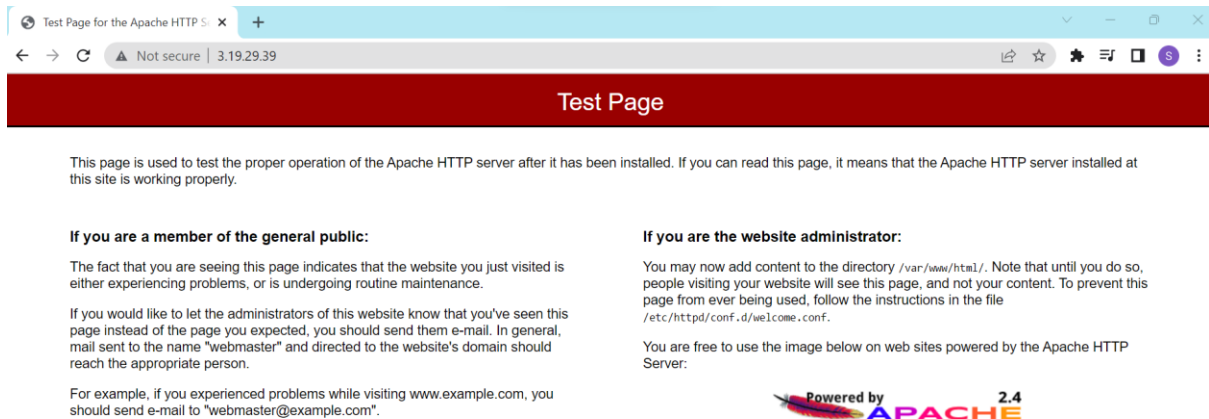 Test Page for the Apache HTTP S
Not secure | 3.19.29.39
S
Test Page
This page is used to test the proper operation of the Apache HTTP server after it has been installed. If you can read this page, it means that the Apache HTTP server installed at
this site is working properly.
If you are a member of the general public:
The fact that you are seeing this page indicates that the website you just visited is
either experiencing problems, or is undergoing routine maintenance.
If you would like to let the administrators of this website know that you've seen this
page instead of the page you expected, you should send them e-mail. In general,
mail sent to the name "webmaster" and directed to the website's domain should
reach the appropriate person.
For example, if you experienced problems while visiting www.example.com, you
should send e-mail to "webmaster@example.com".
If you are the website administrator:
You may now add content to the directory /var/www/html/. Note that until you do so,
people visiting your website will see this page, and not your content. To prevent this
page from ever being used, follow the instructions in the file
/etc/httpd/conf.d/welcome.conf.
You are free to use the image below on web sites powered by the Apache HTTP
Server:
Powered by 2.4
APACHE